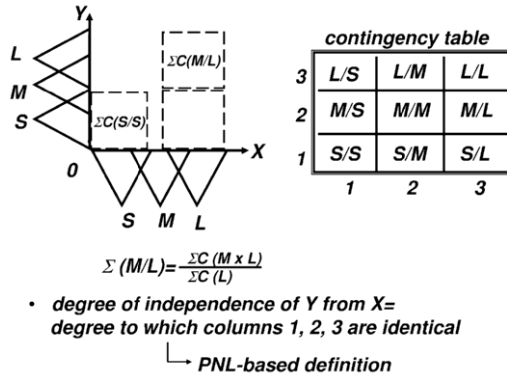 Y
contingency table
L
ΣC(M/L)
3 L/S L/M L/L
M
2 M/S M/M M/L
S
ΣC(S/S)
1 S/S S/M S/L
0
X
1 2 3
S M L
Σ (M/L)= ΣC (M x L) / ΣC (L)
• degree of independence of Y from X=
degree to which columns 1, 2, 3 are identical
PNL-based definition